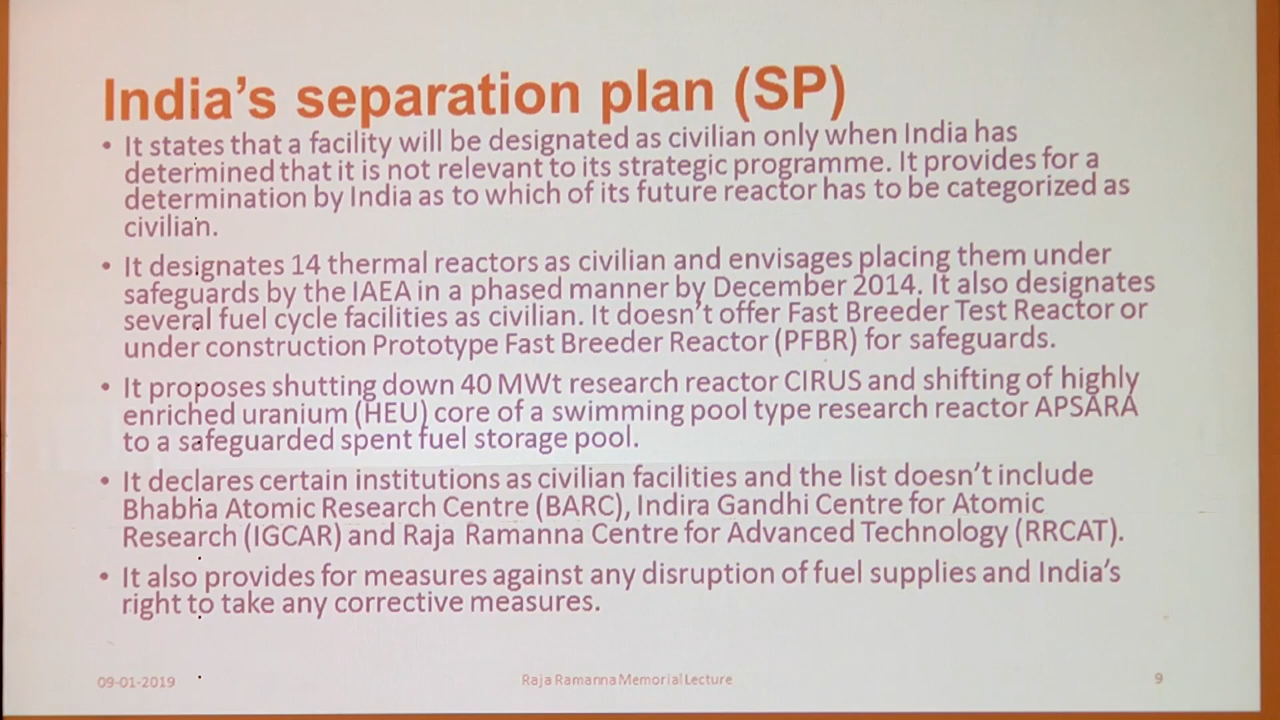 India's separation plan (SP)
• It states that a facility will be designated as civilian only when India has
determined that it is not relevant to its strategic programme. It provides for a
determination by India as to which of its future reactor has to be categorized as
civilian.
• It designates 14 thermal reactors as civilian and envisages placing them under
safeguards by the IAEA in a phased manner by December 2014. It also designates
several fuel cycle facilities as civilian. It doesn't offer Fast Breeder Test Reactor or
under construction Prototype Fast Breeder Reactor (PFBR) for safeguards.
• It proposes shutting down 40 MWt research reactor CIRUS and shifting of highly
enriched uranium (HEU) core of a swimming pool type research reactor APSARA
to a safeguarded spent fuel storage pool.
• It declares certain institutions as civilian facilities and the list doesn't include
Bhabha Atomic Research Centre (BARC), Indira Gandhi Centre for Atomic
Research (IGCAR) and Raja Ramanna Centre for Advanced Technology (RRCAT).
• It also provides for measures against any disruption of fuel supplies and India's
right to take any corrective measures.
09-01-2019 Raja Ramanna Memorial Lecture 9